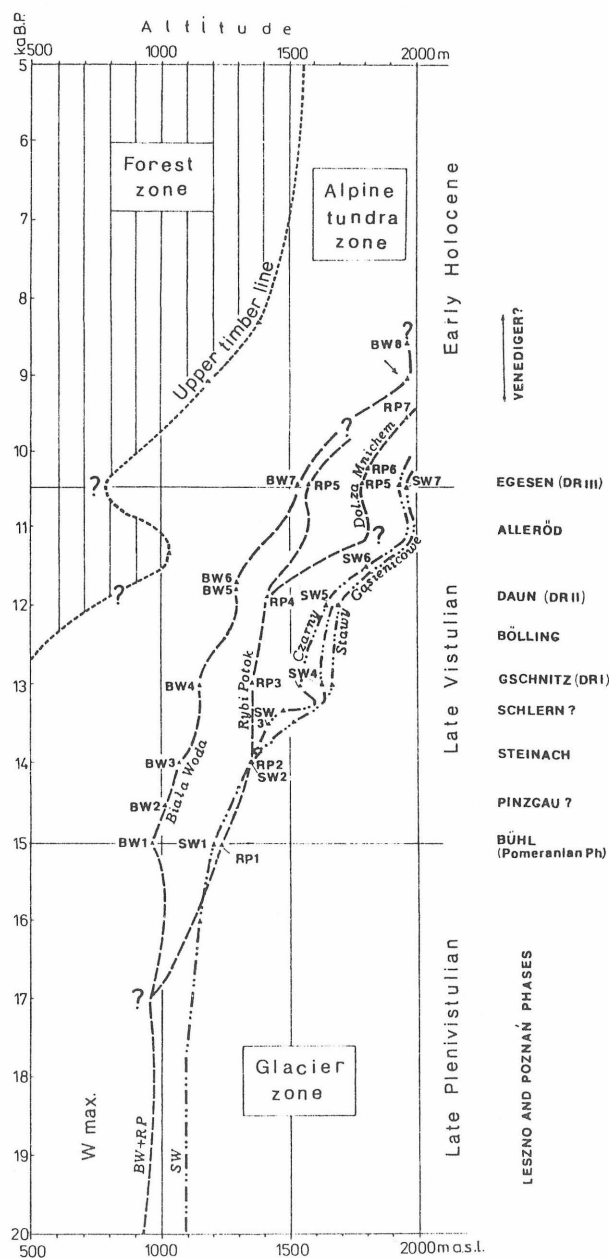 Altitude
ka B.P.
500 1000 1500 2000 m
5
6
7
8
9
10
11
12
13
14
15
16
17
18
19
20
Forest
zone
Alpine
tundra
zone
Upper timber line
Early Holocene
VENEDIGER?
?
BW8
RP7
?
Dol. za Mnichem
RP6
BW7
RP5
RP5
SW7
EGESEN (DR III)
?
ALLERÖD
?
SW6
BW6
BW5
?
SW5
RP4
DAUN (DR II)
Gąsienicowe
Czarny
Stawy
BÖLLING
Late Vistulian
SW4
BW4
RP3
GSCHNITZ (DR I)
Rybi Potok
SW
3
SCHLERN ?
BW3
RP2
SW2
STEINACH
Biała Woda
BW2
PINZGAU ?
BW1
SW1
RP1
BÜHL
(Pomeranian Ph)
?
Glacier
zone
Late Plenivistulian
LESZNO AND POZNAŃ PHASES
W max.
BW+RP
SW
500 1000 1500 2000 m a.s.l.